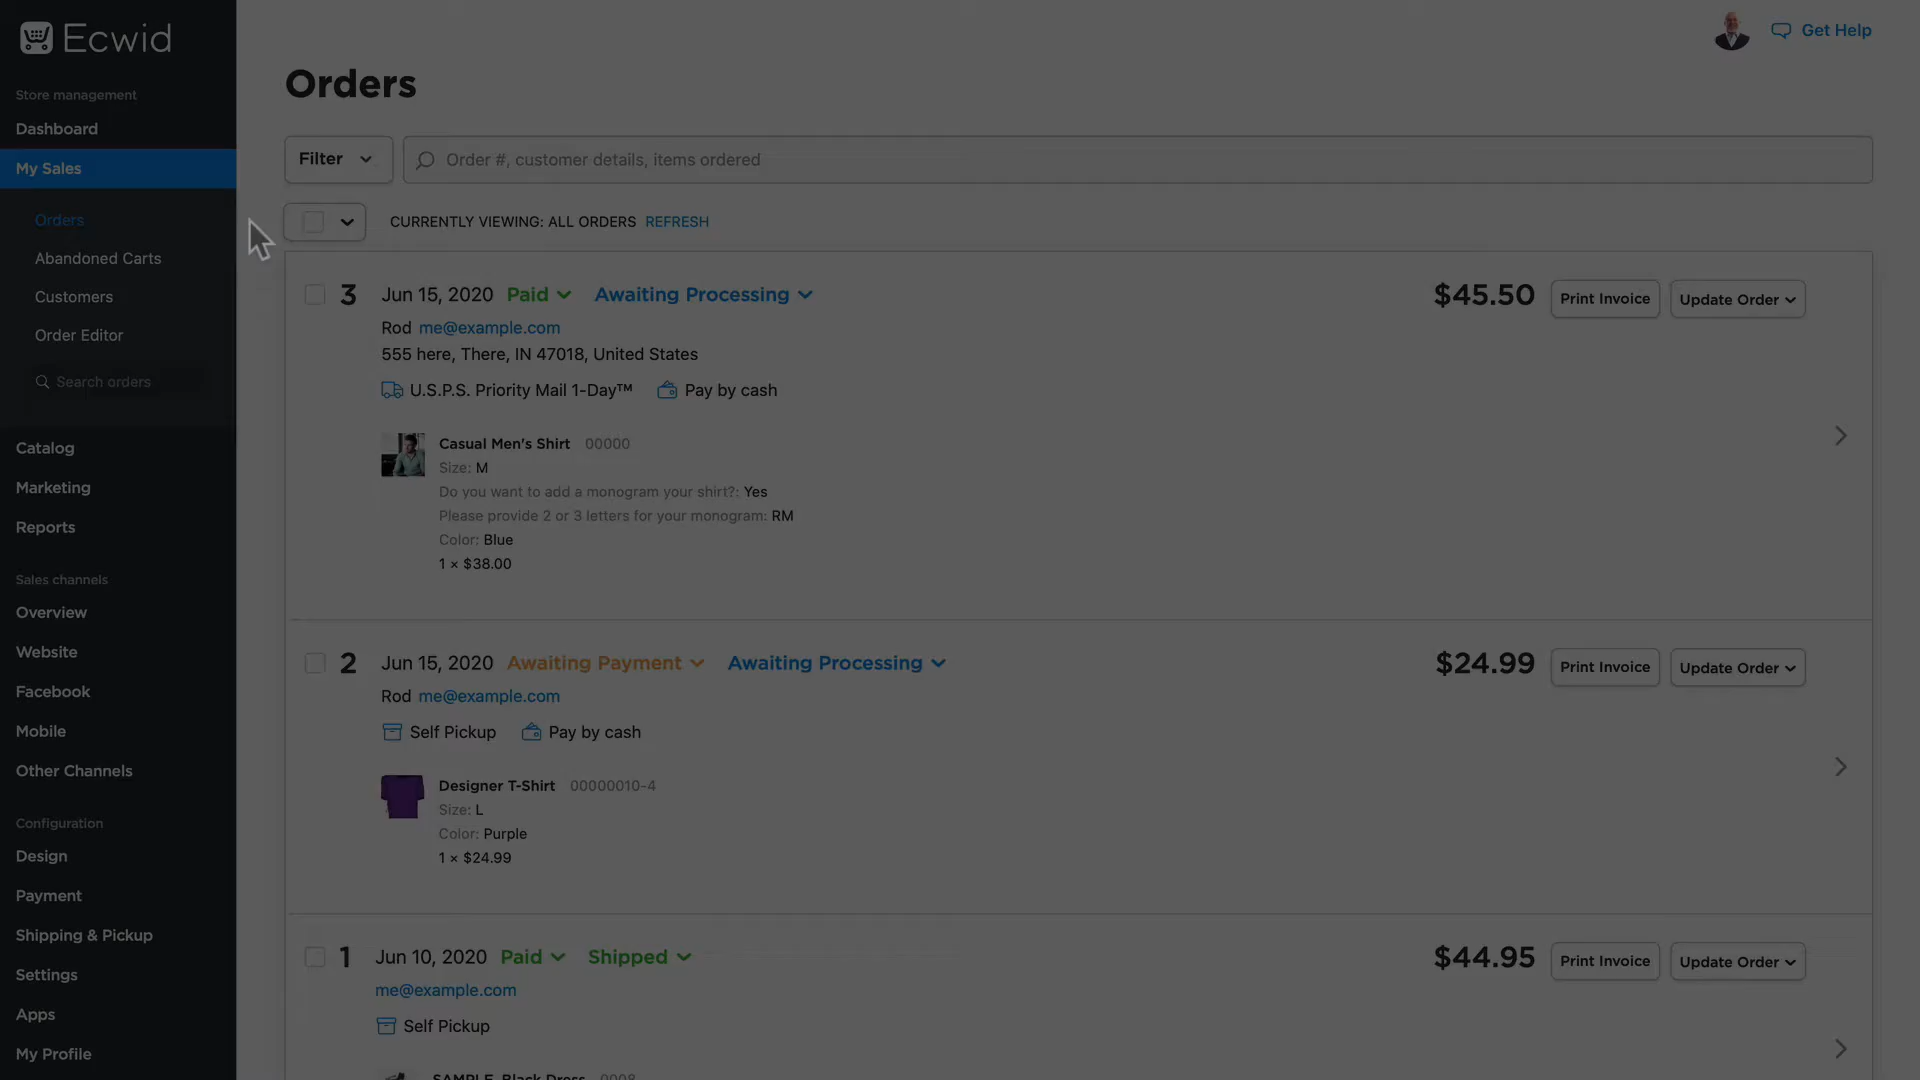 Ecwid
Get Help
Store management
Dashboard
My Sales
Orders
Abandoned Carts
Customers
Order Editor
Search orders
Catalog
Marketing
Reports
Sales channels
Overview
Website
Facebook
Mobile
Other Channels
Configuration
Design
Payment
Shipping & Pickup
Settings
Apps
My Profile
Orders
Filter
Order #, customer details, items ordered
CURRENTLY VIEWING: ALL ORDERS REFRESH
3 Jun 15, 2020 Paid Awaiting Processing $45.50 Print Invoice Update Order
Rod me@example.com
555 here, There, IN 47018, United States
U.S.P.S. Priority Mail 1-Day™ Pay by cash
Casual Men's Shirt 00000
Size: M
Do you want to add a monogram your shirt?: Yes
Please provide 2 or 3 letters for your monogram: RM
Color: Blue
1 × $38.00
2 Jun 15, 2020 Awaiting Payment Awaiting Processing $24.99 Print Invoice Update Order
Rod me@example.com
Self Pickup Pay by cash
Designer T-Shirt 00000010-4
Size: L
Color: Purple
1 × $24.99
1 Jun 10, 2020 Paid Shipped $44.95 Print Invoice Update Order
me@example.com
Self Pickup
SAMPLE. Black Dress 0008